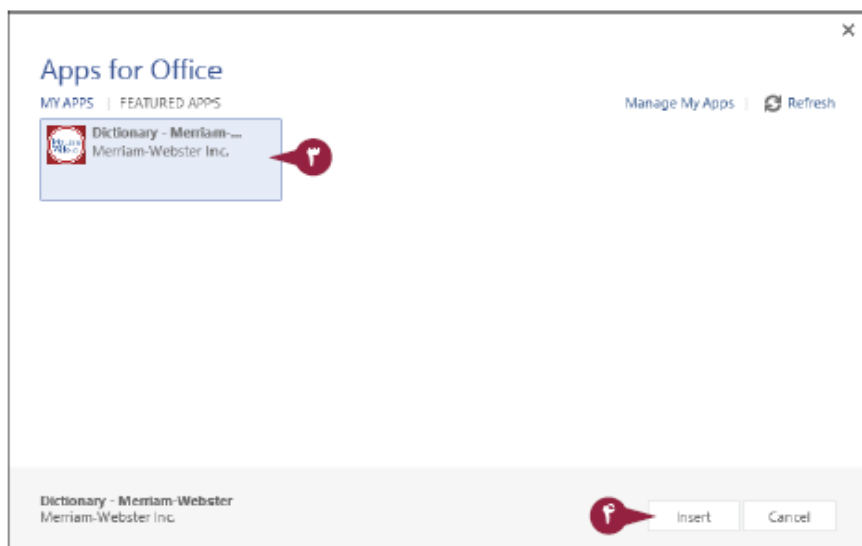 Apps for Office
MY APPS | FEATURED APPS
Manage My Apps | Refresh
Dictionary - Merriam-...
Merriam-Webster Inc.
۳
Dictionary - Merriam-Webster
Merriam-Webster Inc.
۴
Insert
Cancel